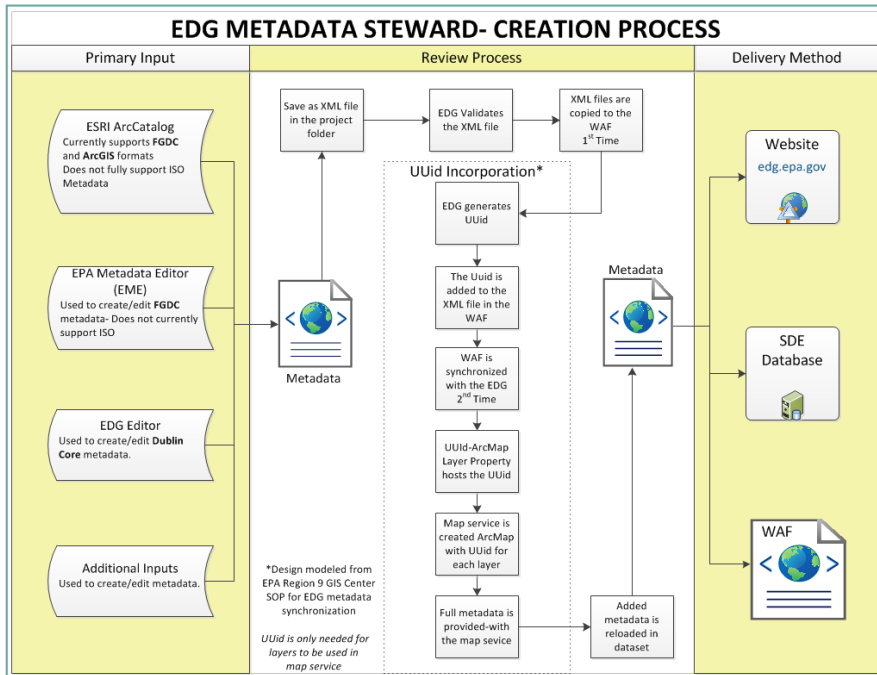 EDG METADATA STEWARD- CREATION PROCESS
Primary Input
Review Process
Delivery Method
ESRI ArcCatalog
Currently supports FGDC
and ArcGIS formats
Does not fully support ISO
Metadata
EPA Metadata Editor
(EME)
Used to create/edit FGDC
metadata- Does not currently
support ISO
EDG Editor
Used to create/edit Dublin
Core metadata.
Additional Inputs
Used to create/edit metadata.
Metadata
Save as XML file
in the project
folder
EDG Validates
the XML file
XML files are
copied to the
WAF
1st Time
UUid Incorporation*
EDG generates
UUid
The Uuid is
added to the
XML file in the
WAF
WAF is
synchronized
with the EDG
2nd Time
UUId-ArcMap
Layer Property
hosts the UUid
Map service is
created ArcMap
with UUid for
each layer
Full metadata is
provided-with
the map sevice
Added
metadata is
reloaded in
dataset
Metadata
*Design modeled from
EPA Region 9 GIS Center
SOP for EDG metadata
synchronization
UUid is only needed for
layers to be used in
map service
Website
edg.epa.gov
SDE
Database
WAF